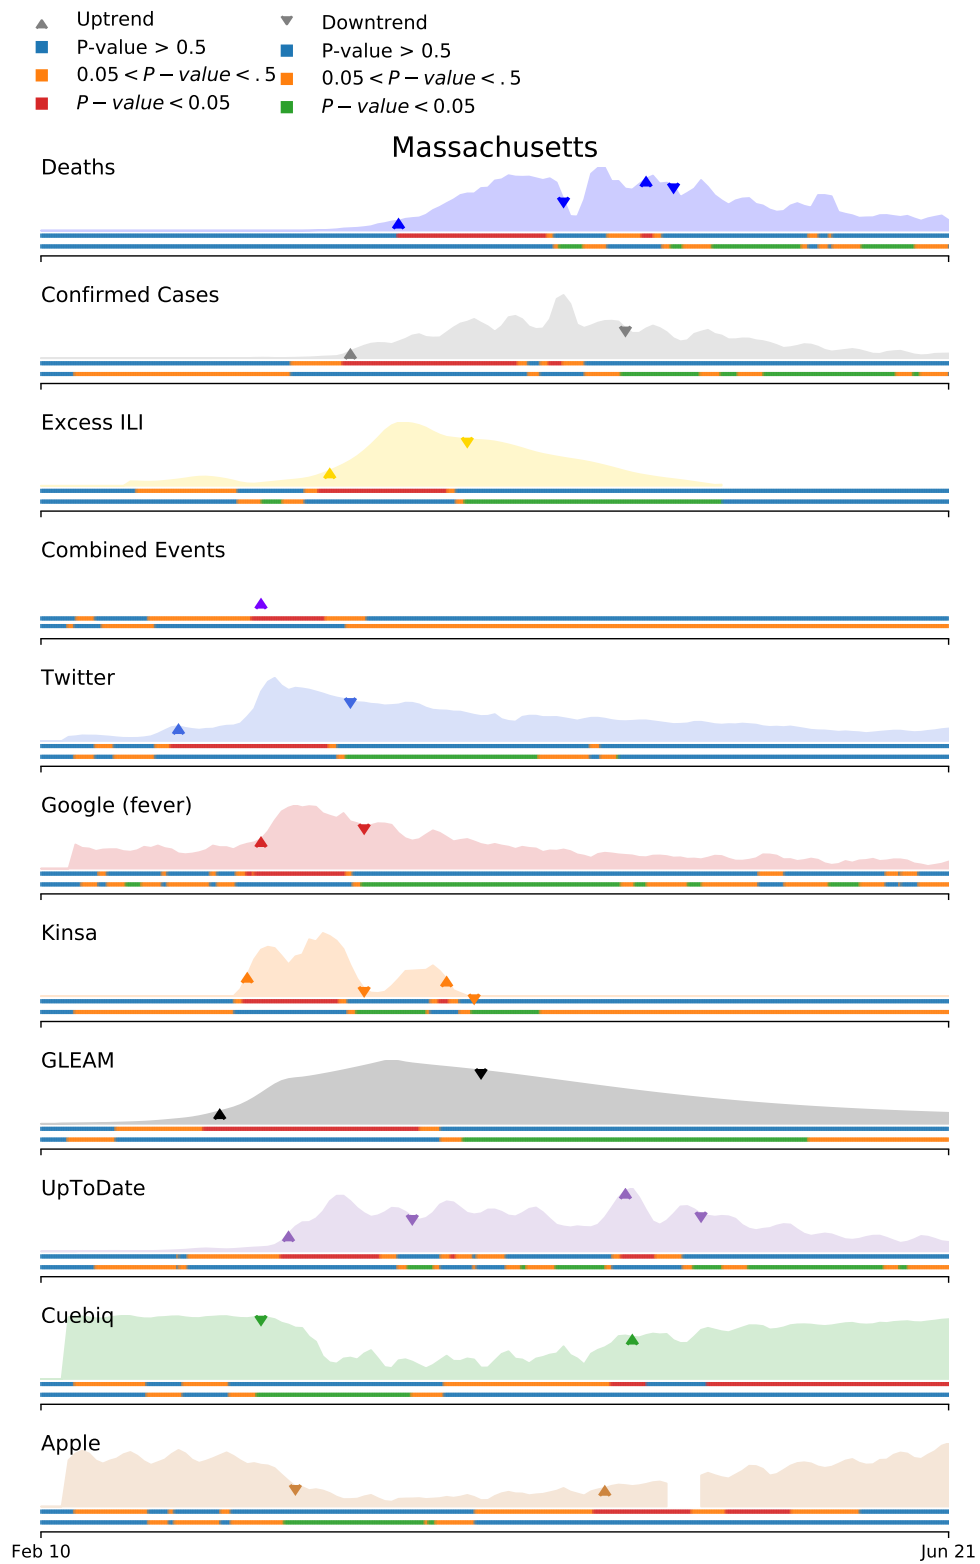 Uptrend
P-value > 0.5
0.05 < P − value < .5
P − value < 0.05
Downtrend
P-value > 0.5
0.05 < P − value < .5
P − value < 0.05
Massachusetts
Deaths
Confirmed Cases
Excess ILI
Combined Events
Twitter
Google (fever)
Kinsa
GLEAM
UpToDate
Cuebiq
Apple
Feb 10
Jun 21